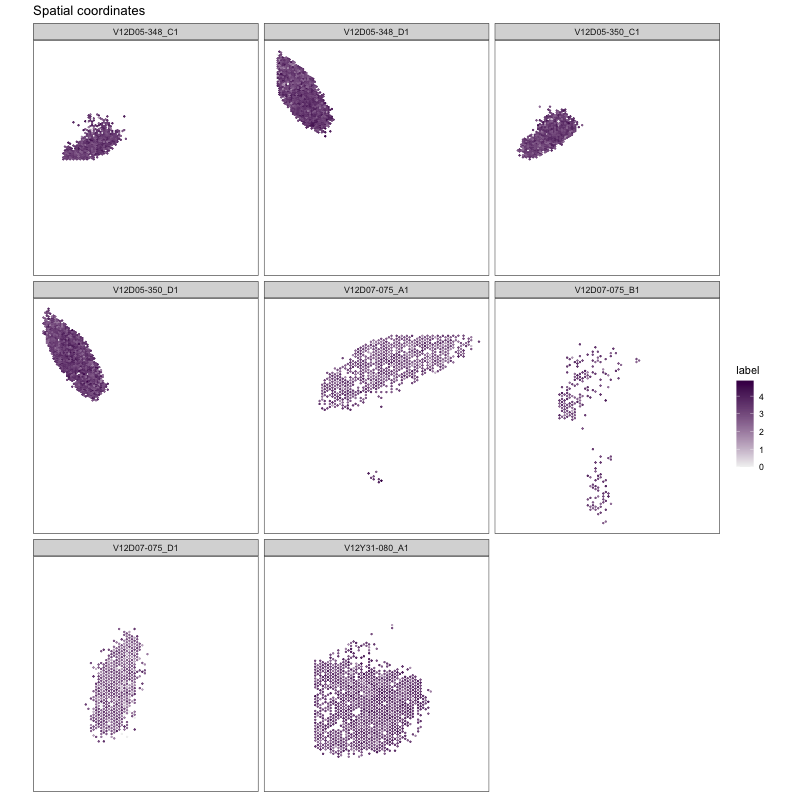 Spatial coordinates
V12D05-348_C1
V12D05-348_D1
V12D05-350_C1
V12D05-350_D1
V12D07-075_A1
V12D07-075_B1
label
4
3
2
1
0
V12D07-075_D1
V12Y31-080_A1